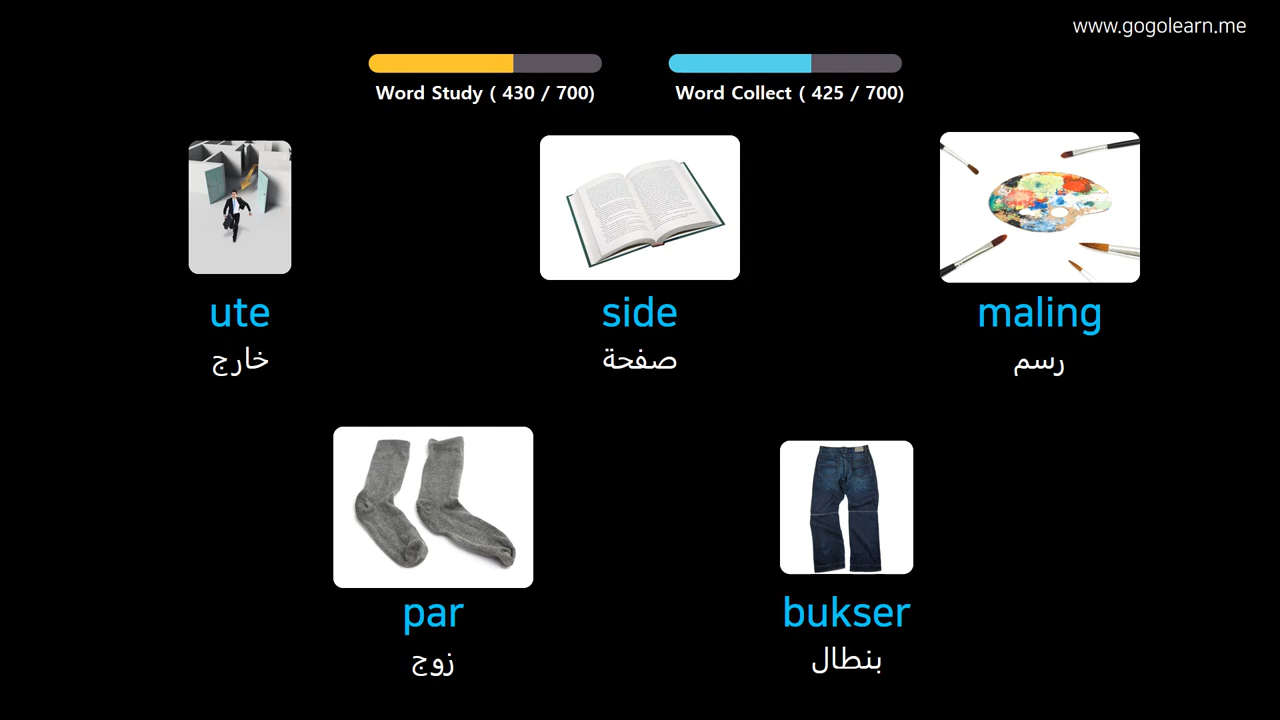 www.gogolearn.me
Word Study ( 430 / 700)
Word Collect ( 425 / 700)
ute
خارج
side
صفحة
maling
رسم
par
زوج
bukser
بنطال